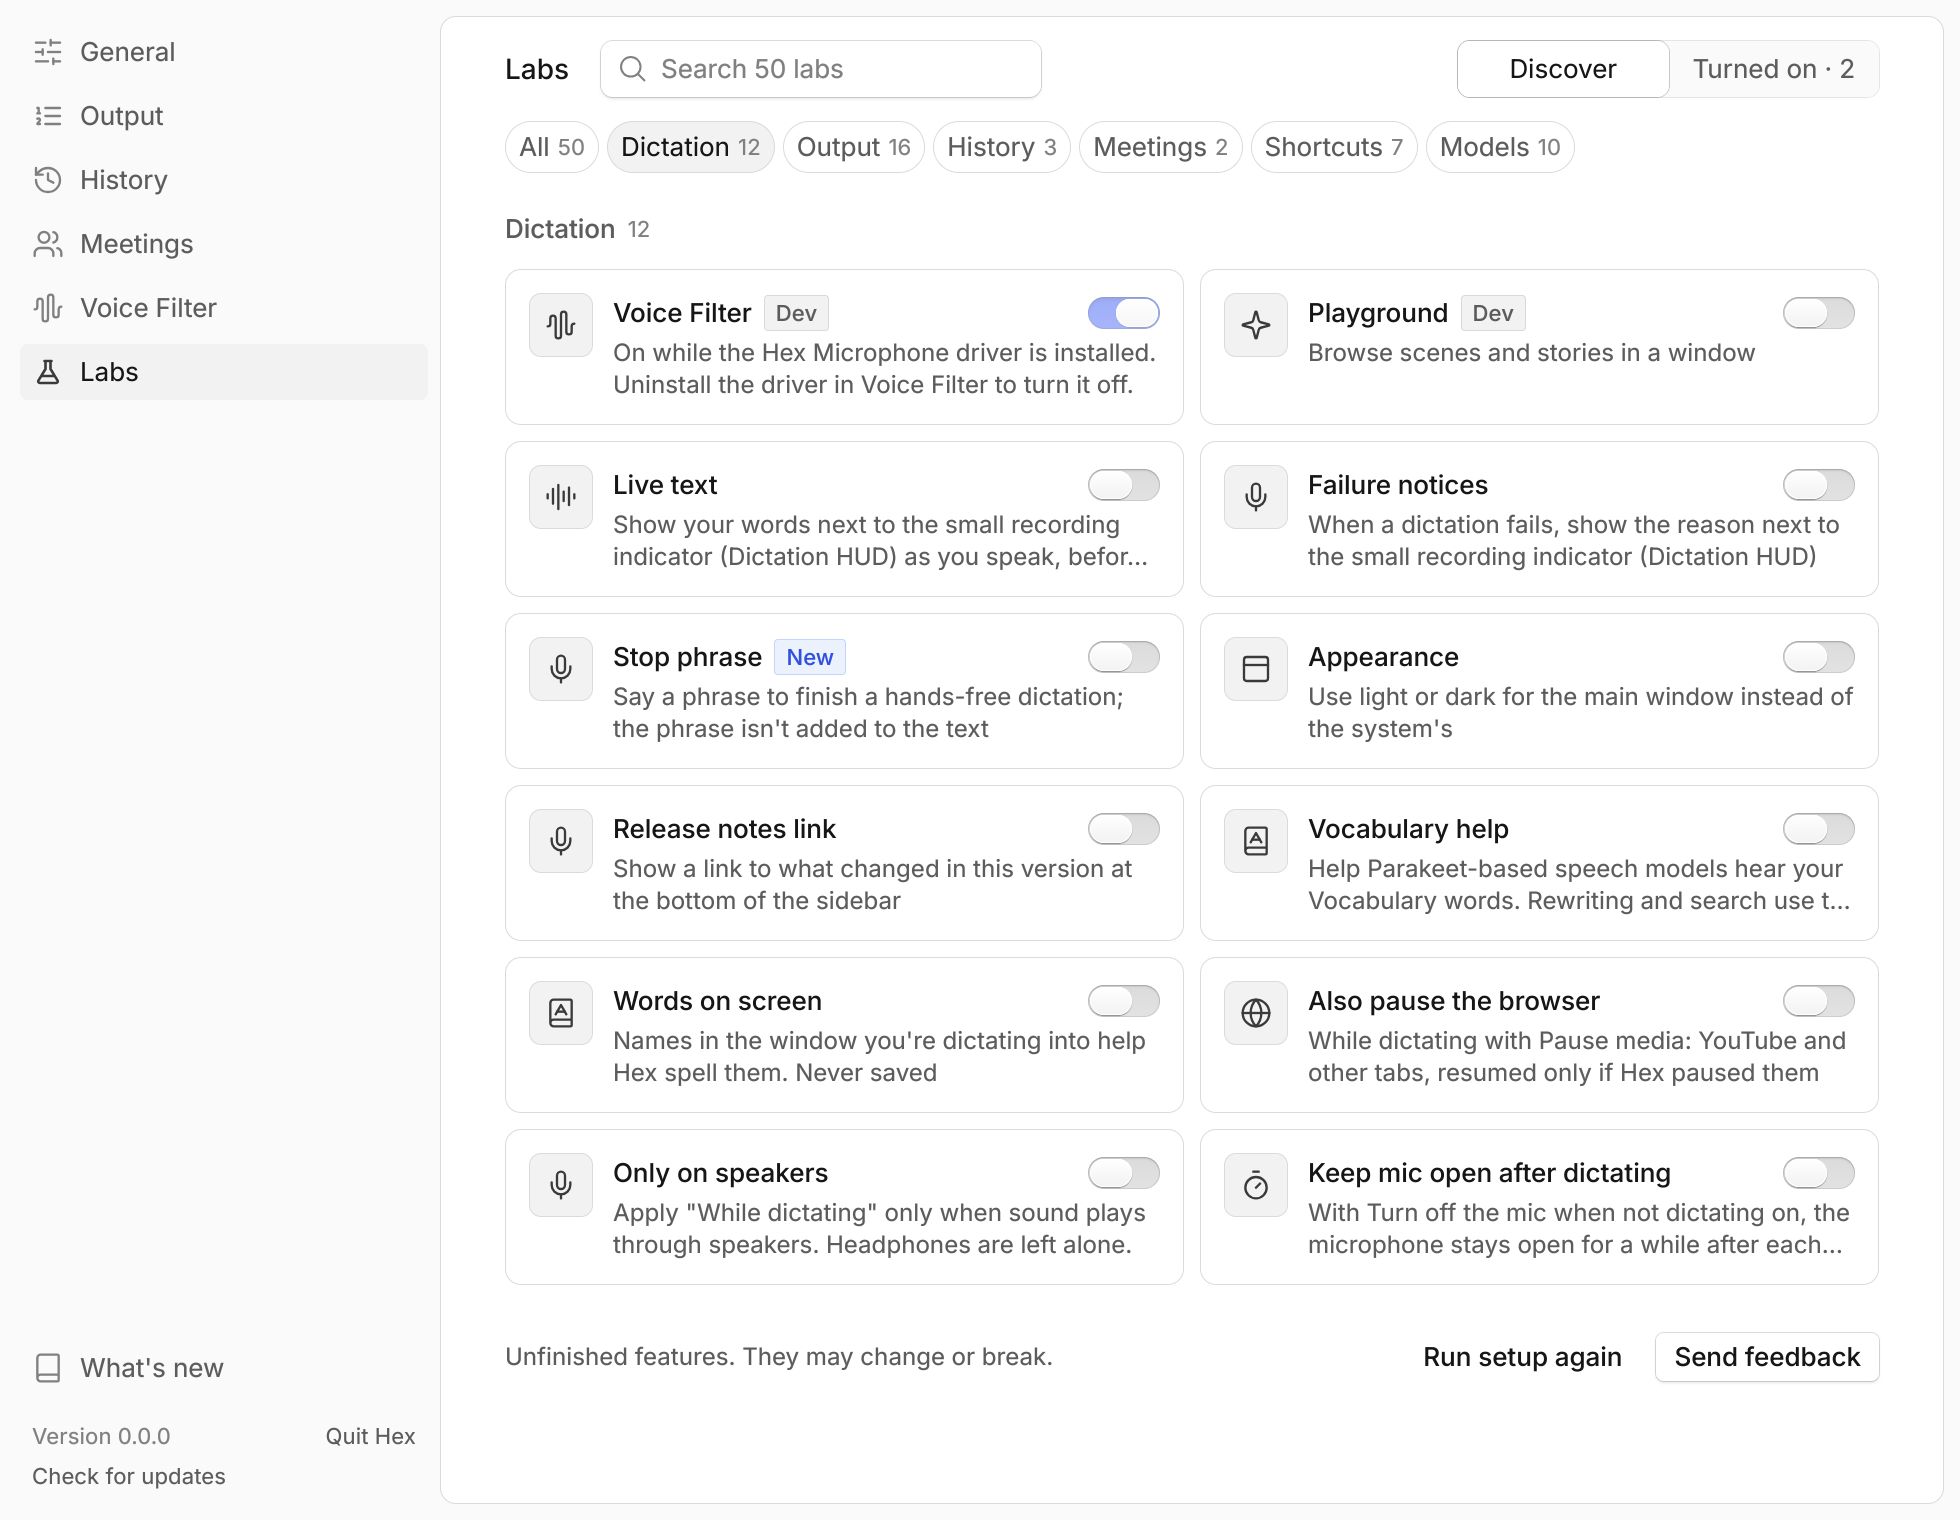 General
Output
History
Meetings
Voice Filter
Labs
What's new
Version 0.0.0
Quit Hex
Check for updates
Labs
Search 50 labs
Discover
Turned on · 2
All 50
Dictation 12
Output 16
History 3
Meetings 2
Shortcuts 7
Models 10
Dictation 12
Voice Filter Dev
On while the Hex Microphone driver is installed.
Uninstall the driver in Voice Filter to turn it off.
Playground Dev
Browse scenes and stories in a window
Live text
Show your words next to the small recording
indicator (Dictation HUD) as you speak, befor...
Failure notices
When a dictation fails, show the reason next to
the small recording indicator (Dictation HUD)
Stop phrase New
Say a phrase to finish a hands-free dictation;
the phrase isn't added to the text
Appearance
Use light or dark for the main window instead of
the system's
Release notes link
Show a link to what changed in this version at
the bottom of the sidebar
Vocabulary help
Help Parakeet-based speech models hear your
Vocabulary words. Rewriting and search use t...
Words on screen
Names in the window you're dictating into help
Hex spell them. Never saved
Also pause the browser
While dictating with Pause media: YouTube and
other tabs, resumed only if Hex paused them
Only on speakers
Apply "While dictating" only when sound plays
through speakers. Headphones are left alone.
Keep mic open after dictating
With Turn off the mic when not dictating on, the
microphone stays open for a while after each...
Unfinished features. They may change or break.
Run setup again
Send feedback